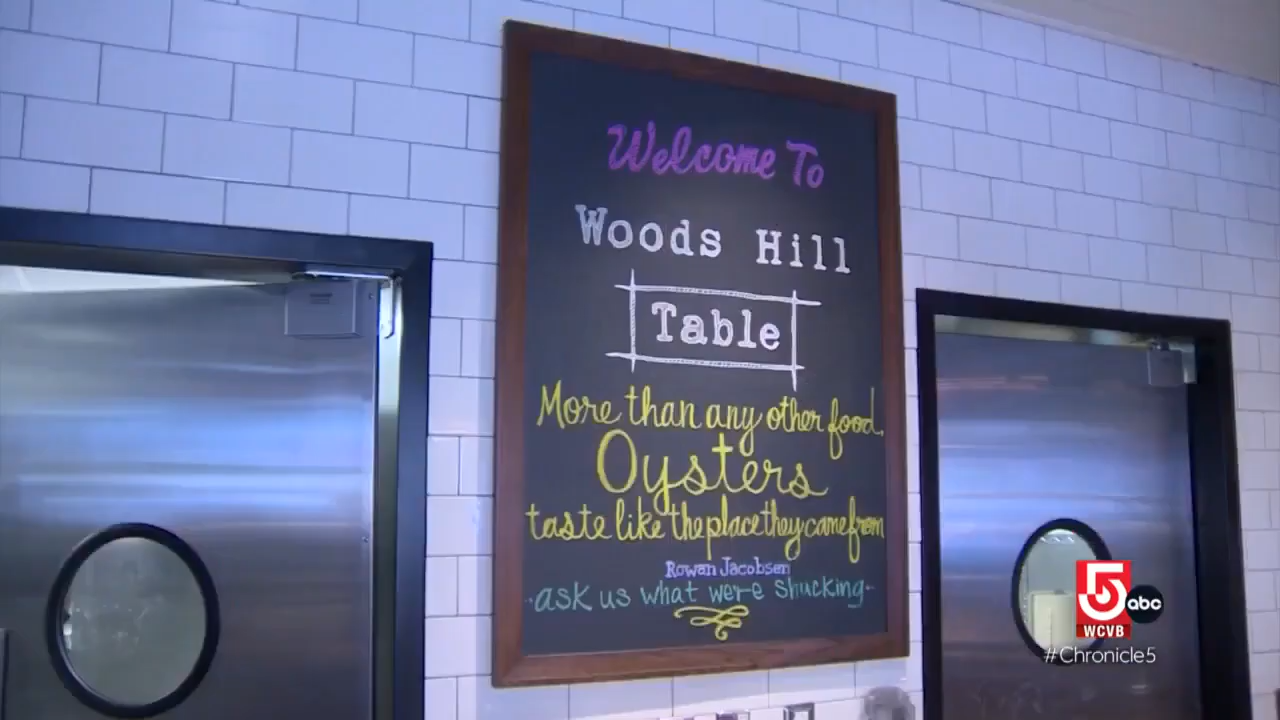 Welcome To
Woods Hill
Table
More than any other food,
Oysters
taste like the place they came from
Rowan Jacobsen
ask us what we're shucking
5 abc
WCVB
#Chronicle5